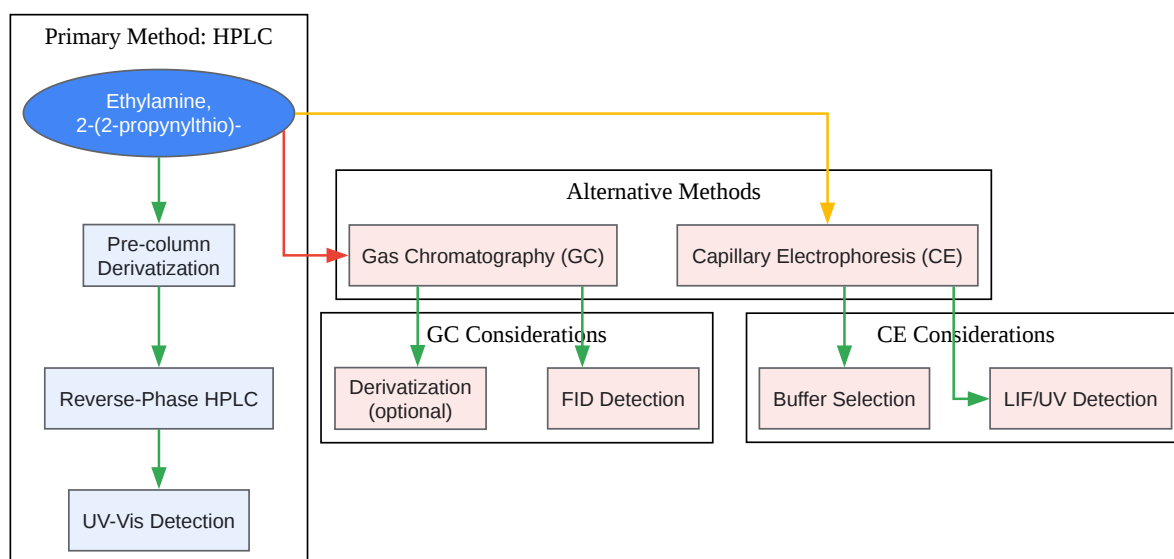 Primary Method: HPLC
Ethylamine,
2-(2-propynylthio)-
Pre-column
Derivatization
Reverse-Phase HPLC
UV-Vis Detection
Alternative Methods
Gas Chromatography (GC)
Capillary Electrophoresis (CE)
GC Considerations
Derivatization
(optional)
FID Detection
CE Considerations
Buffer Selection
LIF/UV Detection